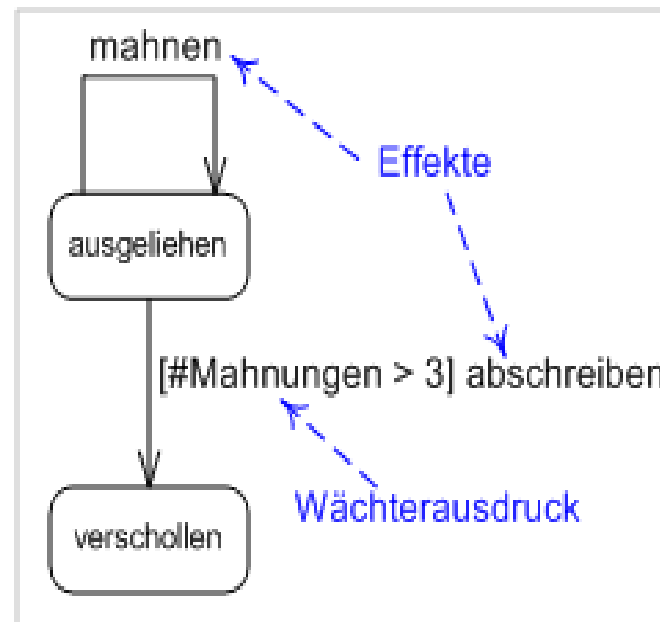 mahnen
Effekte
ausgeliehen
[#Mahnungen > 3] abschreiben
Wächterausdruck
verschollen